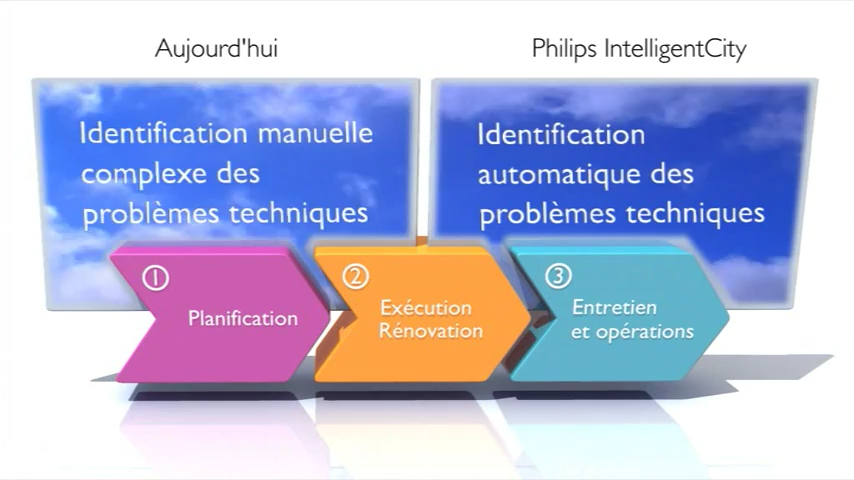 Aujourd'hui
Philips IntelligentCity
Identification manuelle
complexe des
problèmes techniques
Identification
automatique des
problèmes techniques
1
Planification
2
Exécution
Rénovation
3
Entretien
et opérations